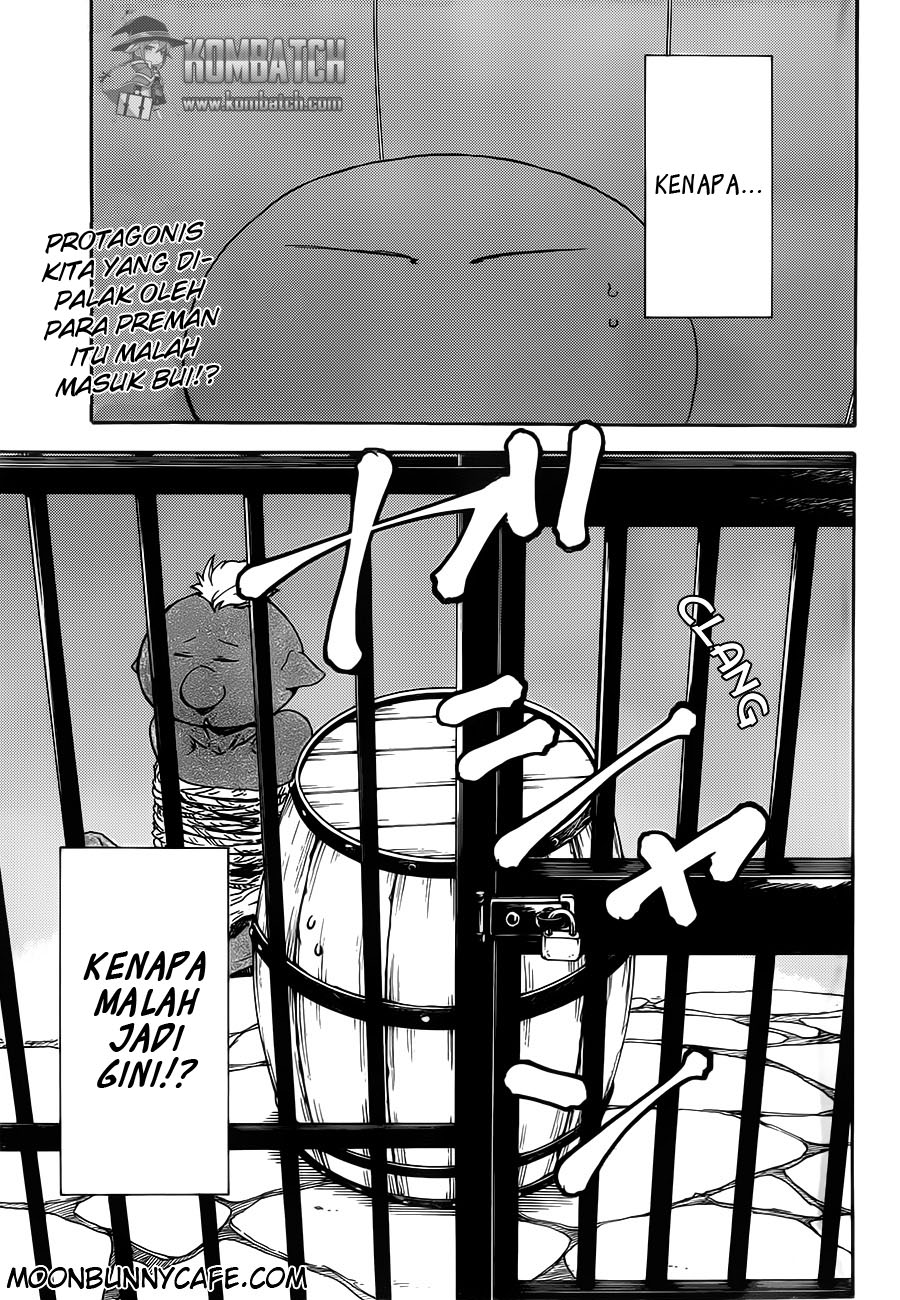 KOMBATCH
www.kombatch.com
KENAPA...
PROTAGONIS
KITA YANG DI-
PALAK OLEH
PARA PREMAN
ITU MALAH
MASUK BUI!?
CLANG
KENAPA
MALAH
JADI
GINI!?
MOONBUNNYCAFE.COM